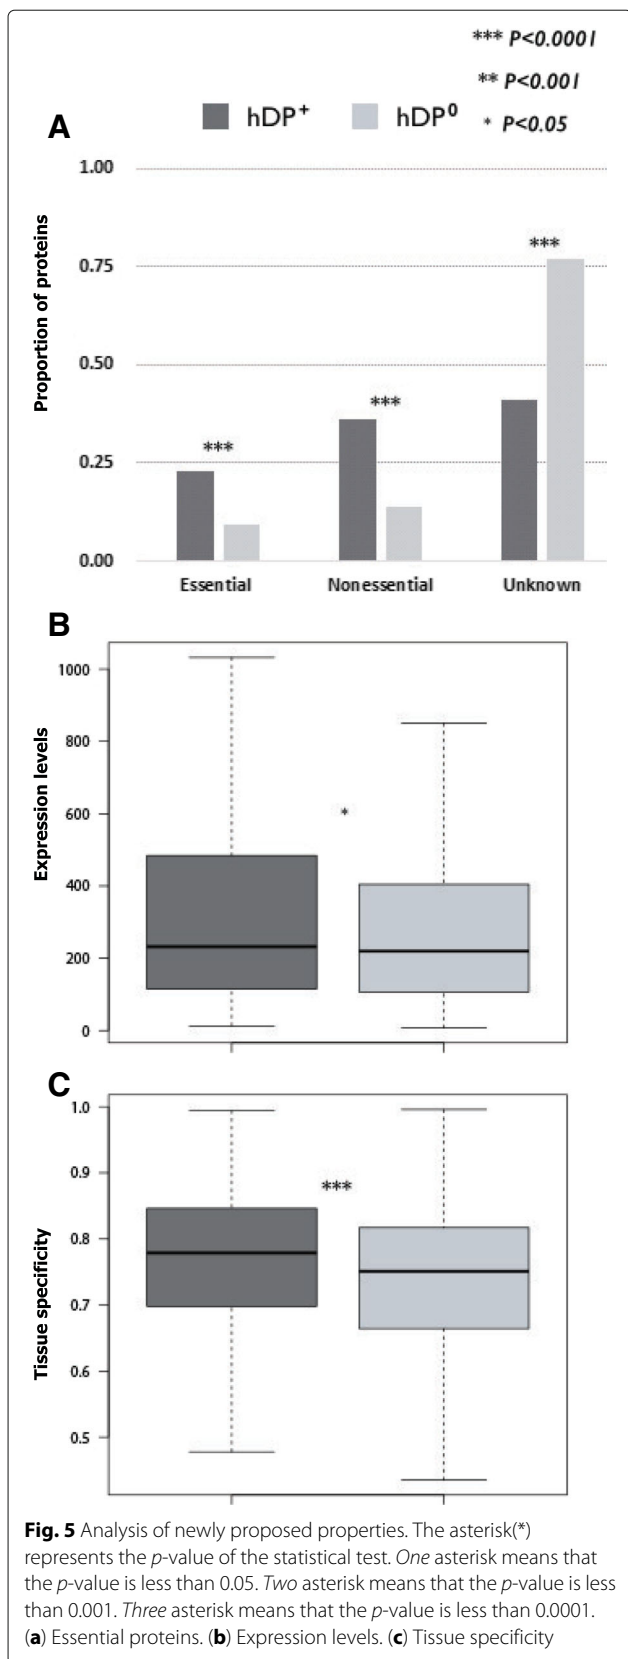 *** P<0.0001
** P<0.001
* P<0.05
hDP+ hDP0
A
1.00
0.75
0.50
0.25
0.00
Proportion of proteins
***
***
***
Essential Nonessential Unknown
B
1000
800
600
400
200
0
Expression levels
*
C
1.0
0.9
0.8
0.7
0.6
0.5
Tissue specificity
***
Fig. 5 Analysis of newly proposed properties. The asterisk(*)
represents the p-value of the statistical test. One asterisk means that
the p-value is less than 0.05. Two asterisk means that the p-value is less
than 0.001. Three asterisk means that the p-value is less than 0.0001.
(a) Essential proteins. (b) Expression levels. (c) Tissue specificity